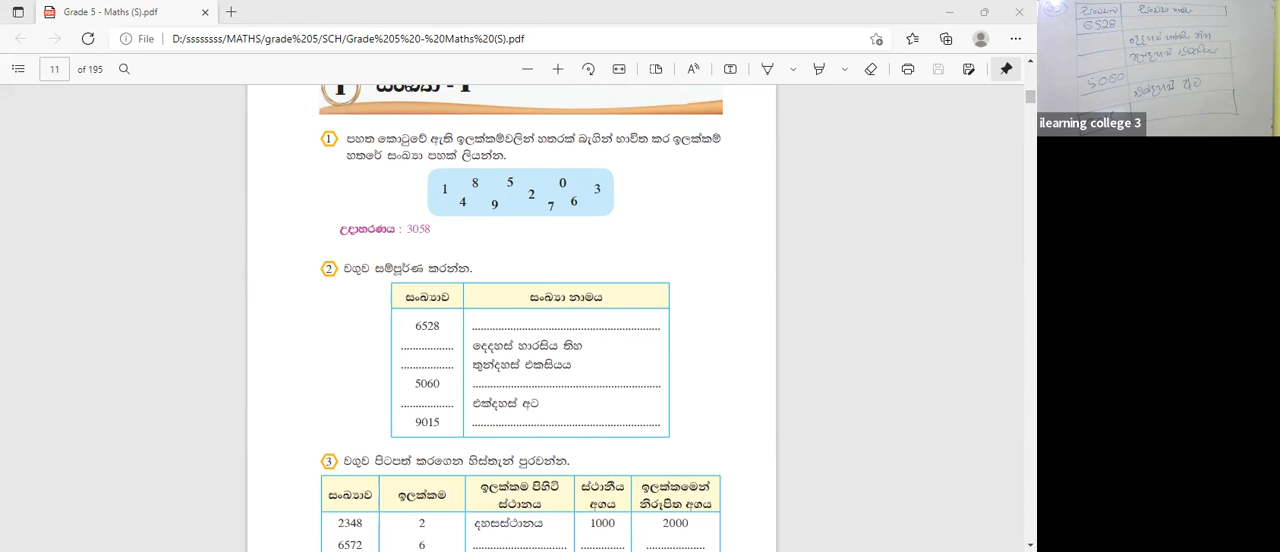 Grade 5 - Maths (S).pdf
File
D:/ssssssss/MATHS/grade%205/SCH/Grade%205%20-%20Maths%20(S).pdf
11 of 195
සංඛ්‍යා - 1
1 පහත කොටුවේ ඇති ඉලක්කම්වලින් හතරක් බැගින් භාවිත කර ඉලක්කම්
හතරේ සංඛ්‍යා පහක් ලියන්න.
1 8 5 2 0 3
4 9 7 6
උදාහරණය : 3058
2 වගුව සම්පූර්ණ කරන්න.
සංඛ්‍යාව සංඛ්‍යා නාමය
6528 ..............................
.................. දෙදහස් හාරසිය තිහ
.................. තුන්දහස් එකසියය
5060 ..............................
.................. එක්දහස් අට
9015 ..............................
3 වගුව පිටපත් කරගෙන හිස්තැන් පුරවන්න.
සංඛ්‍යාව ඉලක්කම ඉලක්කම පිහිටි ස්ථානය ස්ථානීය අගය ඉලක්කමෙන් නිරූපිත අගය
2348 2 දහසස්ථානය 1000 2000
6572 6 .............................. .............. ..................
6528
5060
ilearning college 3